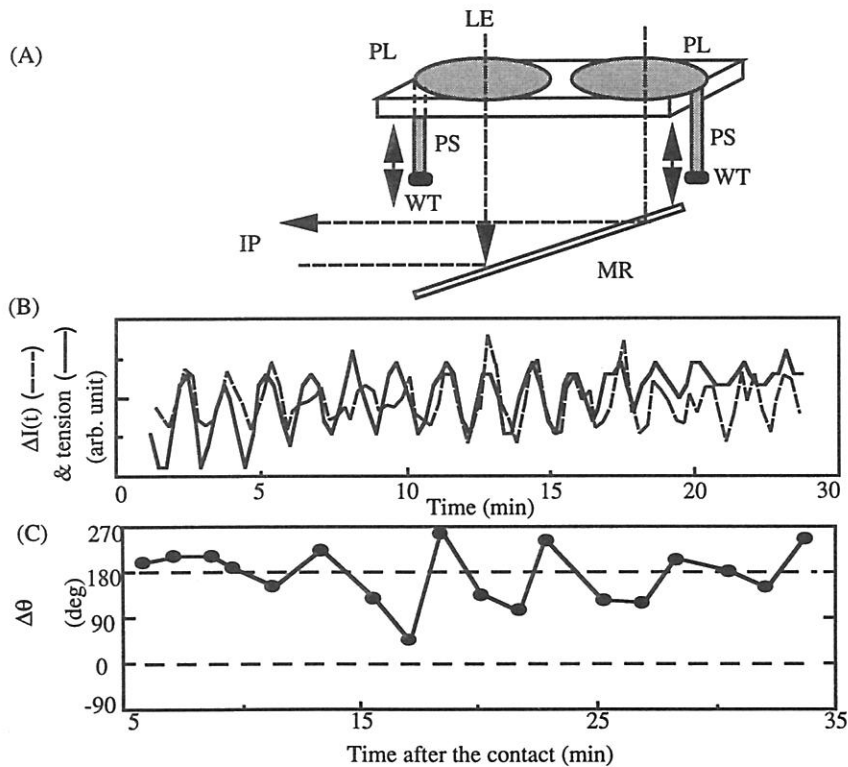 (A)
LE
PL
PL
PS
PS
WT
WT
IP
MR
(B)
ΔI(t) (---)
& tension (—)
(arb. unit)
0
5
10
15
20
25
30
Time (min)
(C)
Δθ
(deg)
270
180
90
0
-90
5
15
25
35
Time after the contact (min)